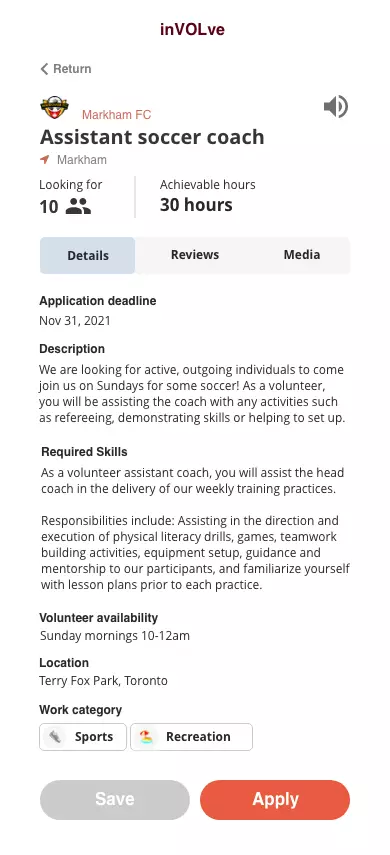 inVOLve
Return
Markham FC
Assistant soccer coach
Markham
Looking for
10
Achievable hours
30 hours
Details
Reviews
Media
Application deadline
Nov 31, 2021
Description
We are looking for active, outgoing individuals to come
join us on Sundays for some soccer! As a volunteer,
you will be assisting the coach with any activities such
as refereeing, demonstrating skills or helping to set up.
Required Skills
As a volunteer assistant coach, you will assist the head
coach in the delivery of our weekly training practices.
Responsibilities include: Assisting in the direction and
execution of physical literacy drills, games, teamwork
building activities, equipment setup, guidance and
mentorship to our participants, and familiarize yourself
with lesson plans prior to each practice.
Volunteer availability
Sunday mornings 10-12am
Location
Terry Fox Park, Toronto
Work category
Sports
Recreation
Save
Apply